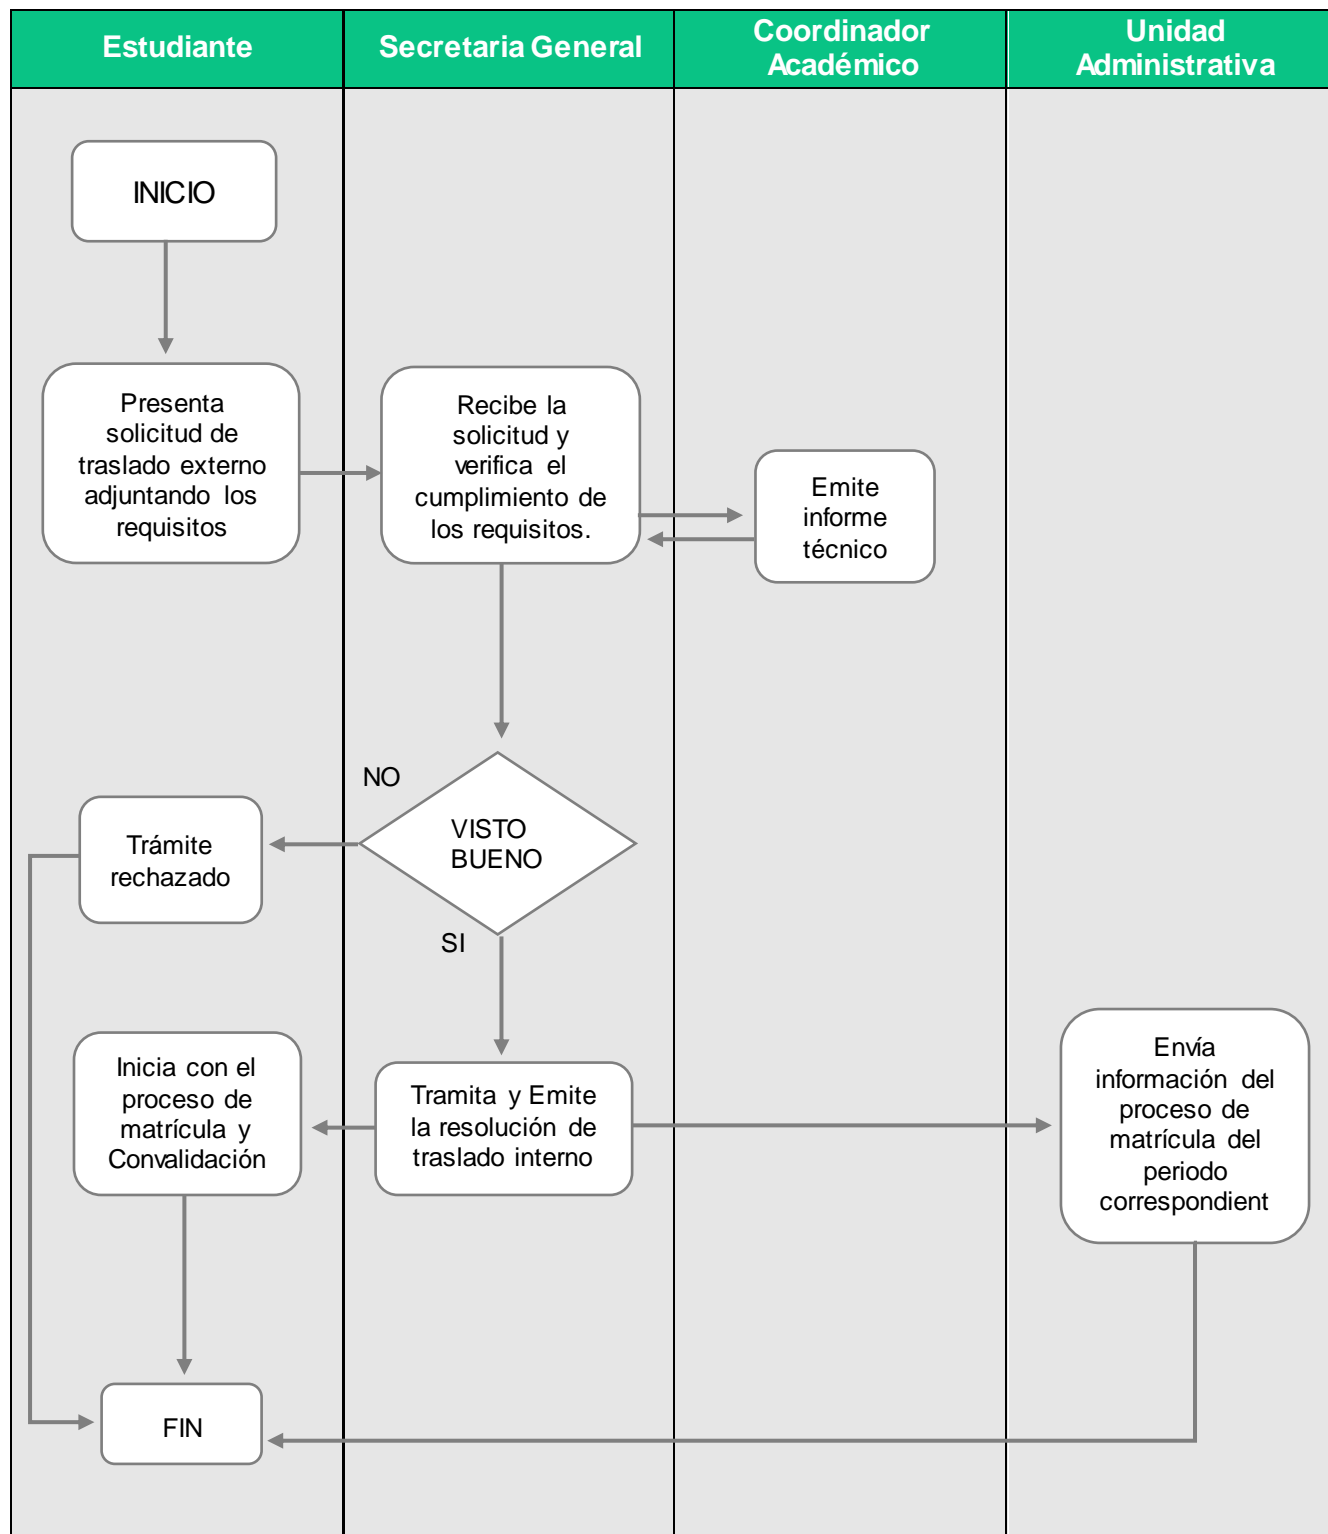 Estudiante
Secretaria General
Coordinador
Académico
Unidad
Administrativa
INICIO
Presenta
solicitud de
traslado externo
adjuntando los
requisitos
Recibe la
solicitud y
verifica el
cumplimiento de
los requisitos.
Emite
informe
técnico
NO
VISTO
BUENO
Trámite
rechazado
SI
Inicia con el
proceso de
matrícula y
Convalidación
Tramita y Emite
la resolución de
traslado interno
Envía
información del
proceso de
matrícula del
periodo
correspondient
FIN